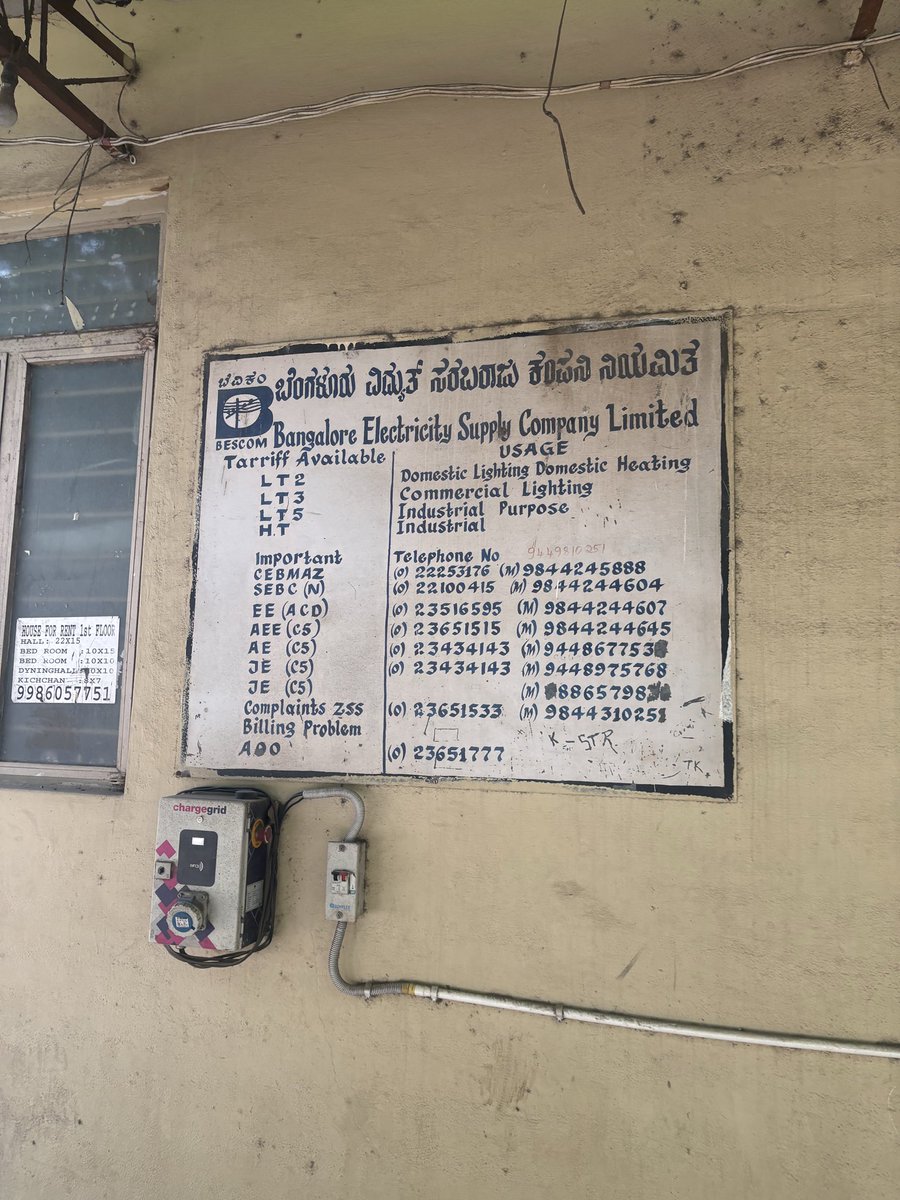 ಬೆವಿಕಂ
ಬೆಂಗಳೂರು ವಿದ್ಯುತ್ ಸರಬರಾಜು ಕಂಪನಿ ನಿಯಮಿತ
BESCOM Bangalore Electricity Supply Company Limited
Tarriff Available USAGE
LT2 Domestic Lighting Domestic Heating
LT3 Commercial Lighting
LT5 Industrial Purpose
H.T Industrial
Important Telephone No 9449810251
CEBMAZ (O) 22253176 (M) 9844245888
SEBC (N) (O) 22100415 (M) 9844244604
EE (ACD) (O) 23516595 (M) 9844244607
AEE (C5) (O) 23651515 (M) 9844244645
AE (C5) (O) 23434143 (M)
JE (C5) (O) 23434143 (M) 9448975768
JE (C5) (M)
Complaints ZSS (O) 23651533 (M) 9844310251
Billing Problem
AOO (O) 23651777
K-STR
TK
HOUSE FOR RENT 1st FLOOR
HALL: 22X15
BED ROOM :10X15
BED ROOM :10X10
DYNINGHALL:
KICHCHAN :8X7
9986057751
chargegrid